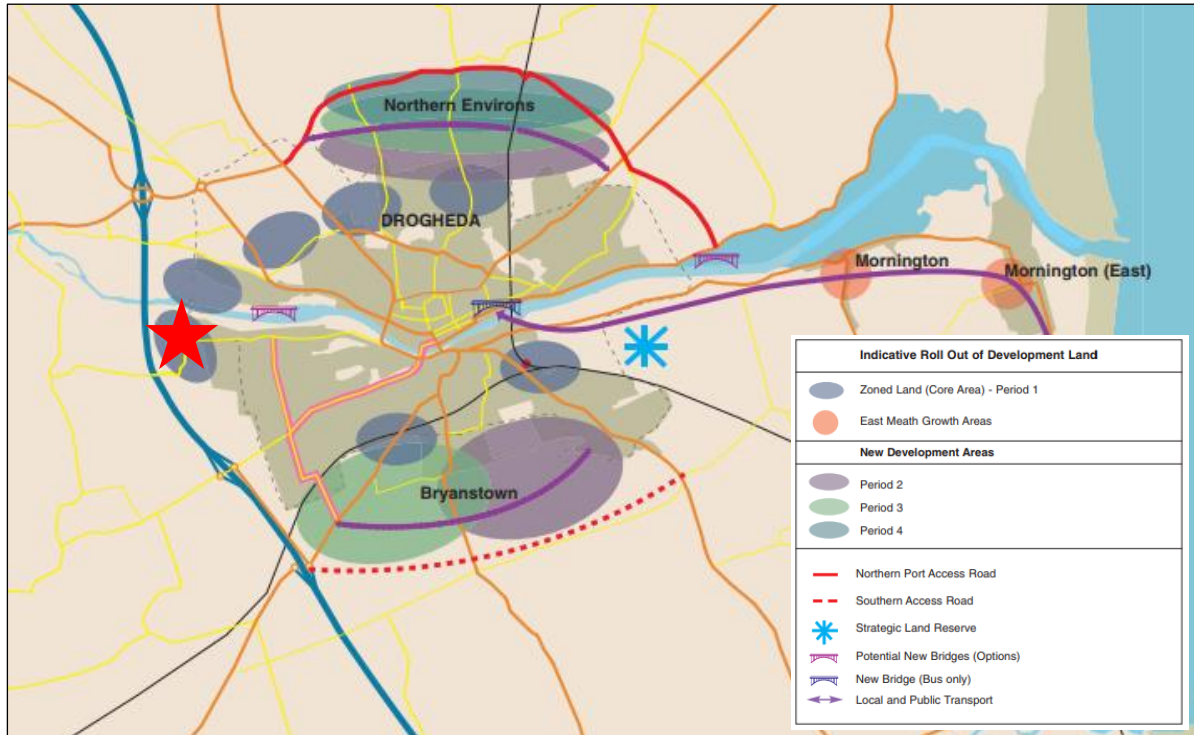 Northern Environs
DROGHEDA
Mornington
Mornington (East)
Bryanstown
Indicative Roll Out of Development Land
Zoned Land (Core Area) - Period 1
East Meath Growth Areas
New Development Areas
Period 2
Period 3
Period 4
Northern Port Access Road
Southern Access Road
Strategic Land Reserve
Potential New Bridges (Options)
New Bridge (Bus only)
Local and Public Transport